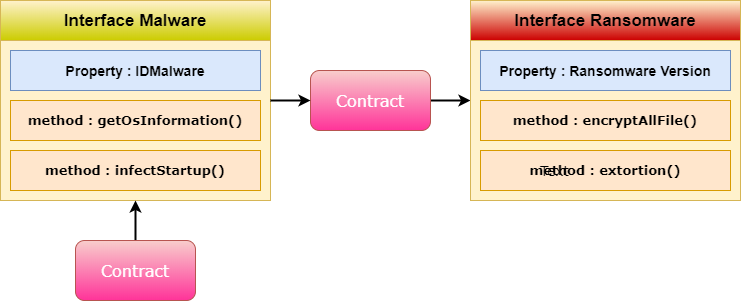 Interface Malware
Property : IDMalware
method : getOsInformation()
method : infectStartup()
Contract
Contract
Interface Ransomware
Property : Ransomware Version
method : encryptAllFile()
method : extortion()
Text